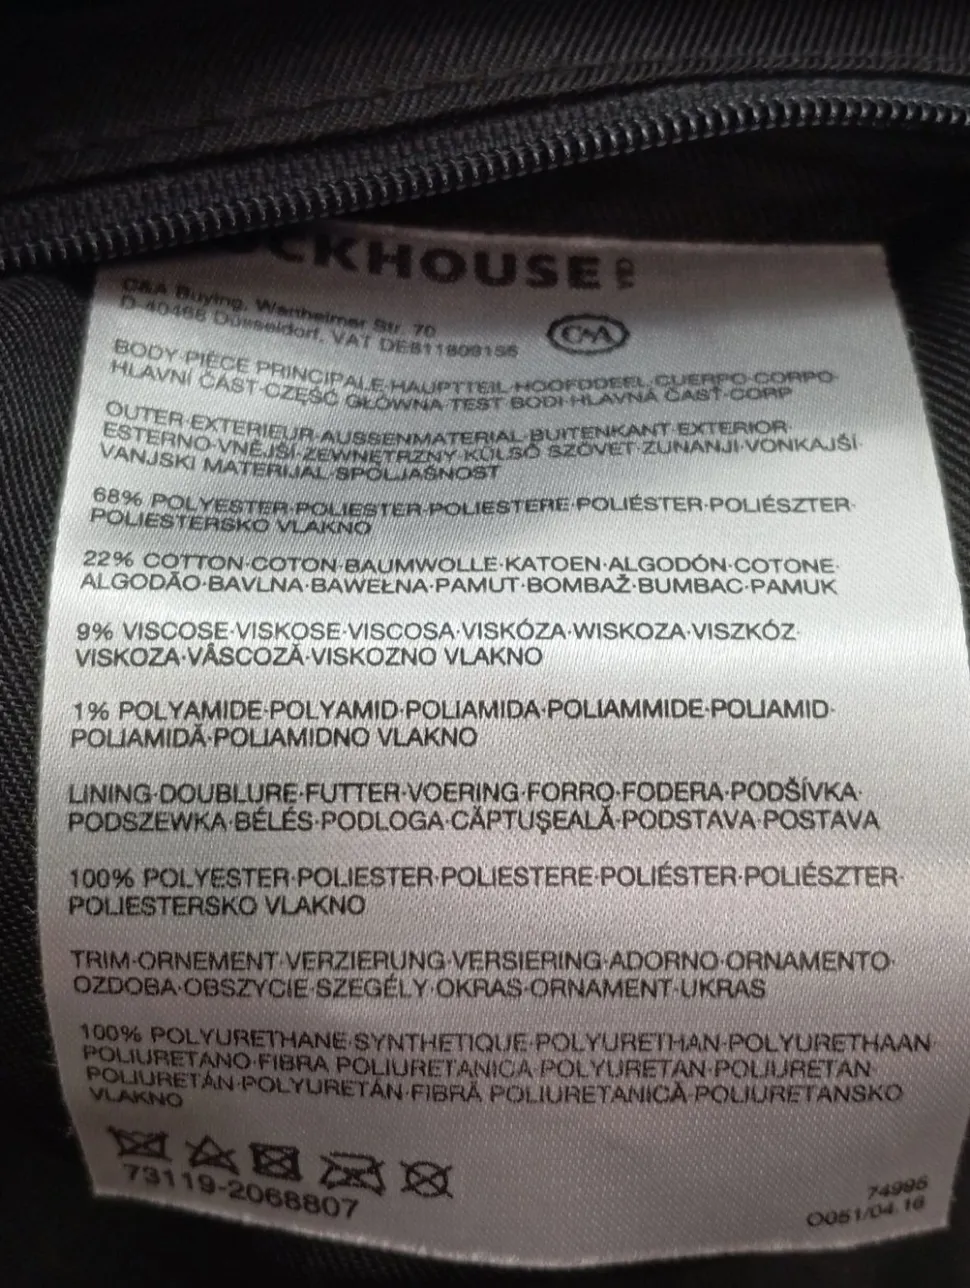 CKHOUSE
C&A
C&A Buying, Wanheimer Str. 70
D-40468 Düsseldorf, VAT DE811809156
BODY·PIÈCE PRINCIPALE·HAUPTTEIL·HOOFDDEEL·CUERPO·CORPO·
HLAVNÍ ČÁST·CZĘŚĆ GŁÓWNA·TEST BODI·HLAVNÁ ČASŤ·CORP
OUTER·EXTERIEUR·AUSSENMATERIAL·BUITENKANT·EXTERIOR·
ESTERNO·VNĚJŠÍ·ZEWNĘTRZNY·KÜLSŐ SZÖVET·ZUNANJI·VONKAJŠÍ·
VANJSKI MATERIJAL·SPOLJAŠNOST
68% POLYESTER·POLIESTER·POLIESTERE·POLIÉSTER·POLIÉSZTER·
POLIESTERSKO VLAKNO
22% COTTON·COTON·BAUMWOLLE·KATOEN·ALGODÓN·COTONE·
ALGODÃO·BAVLNA·BAWEŁNA·PAMUT·BOMBAŽ·BUMBAC·PAMUK
9% VISCOSE·VISKOSE·VISCOSA·VISKÓZA·WISKOZA·VISZKÓZ·
VISKOZA·VÂSCOZĂ·VISKOZNO VLAKNO
1% POLYAMIDE·POLYAMID·POLIAMIDA·POLIAMMIDE·POLIAMID·
POLIAMIDĂ·POLIAMIDNO VLAKNO
LINING·DOUBLURE·FUTTER·VOERING·FORRO·FODERA·PODŠÍVKA·
PODSZEWKA·BÉLÉS·PODLOGA·CĂPTUŞEALĂ·PODSTAVA·POSTAVA
100% POLYESTER·POLIESTER·POLIESTERE·POLIÉSTER·POLIÉSZTER·
POLIESTERSKO VLAKNO
TRIM·ORNEMENT·VERZIERUNG·VERSIERING·ADORNO·ORNAMENTO·
OZDOBA·OBSZYCIE·SZEGÉLY·OKRAS·ORNAMENT·UKRAS
100% POLYURETHANE·SYNTHETIQUE·POLYURETHAN·POLYURETHAAN·
POLIURETANO·FIBRA POLIURETANICA·POLYURETAN·POLIURETAN·
POLIURETÁN·POLYURETÁN·FIBRĂ POLIURETANICĂ·POLIURETANSKO
VLAKNO
73119-2068807
74995
O051/04.16